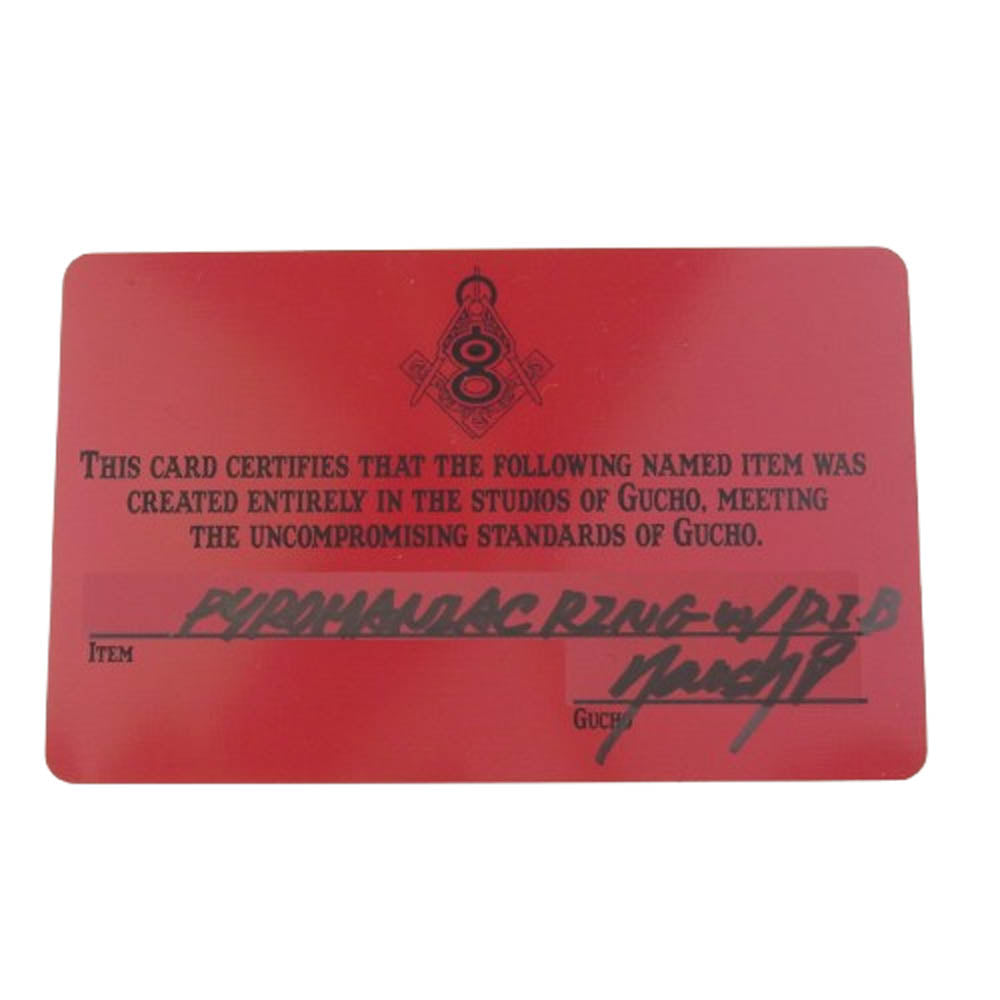 THIS CARD CERTIFIES THAT THE FOLLOWING NAMED ITEM WAS
CREATED ENTIRELY IN THE STUDIOS OF GUCHO, MEETING
THE UNCOMPROMISING STANDARDS OF GUCHO.
PYROMANIAC RING w/ D.I.B
ITEM
GUCHO